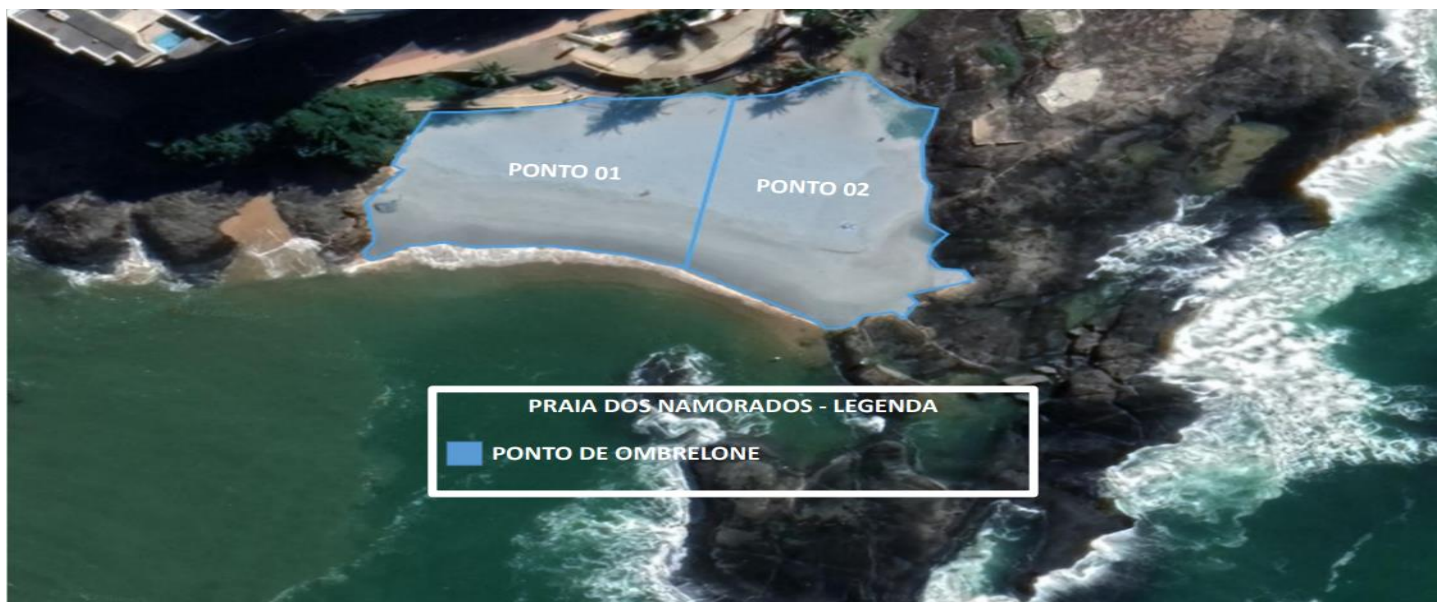 PONTO 01
PONTO 02
PRAIA DOS NAMORADOS - LEGENDA
PONTO DE OMBRELONE